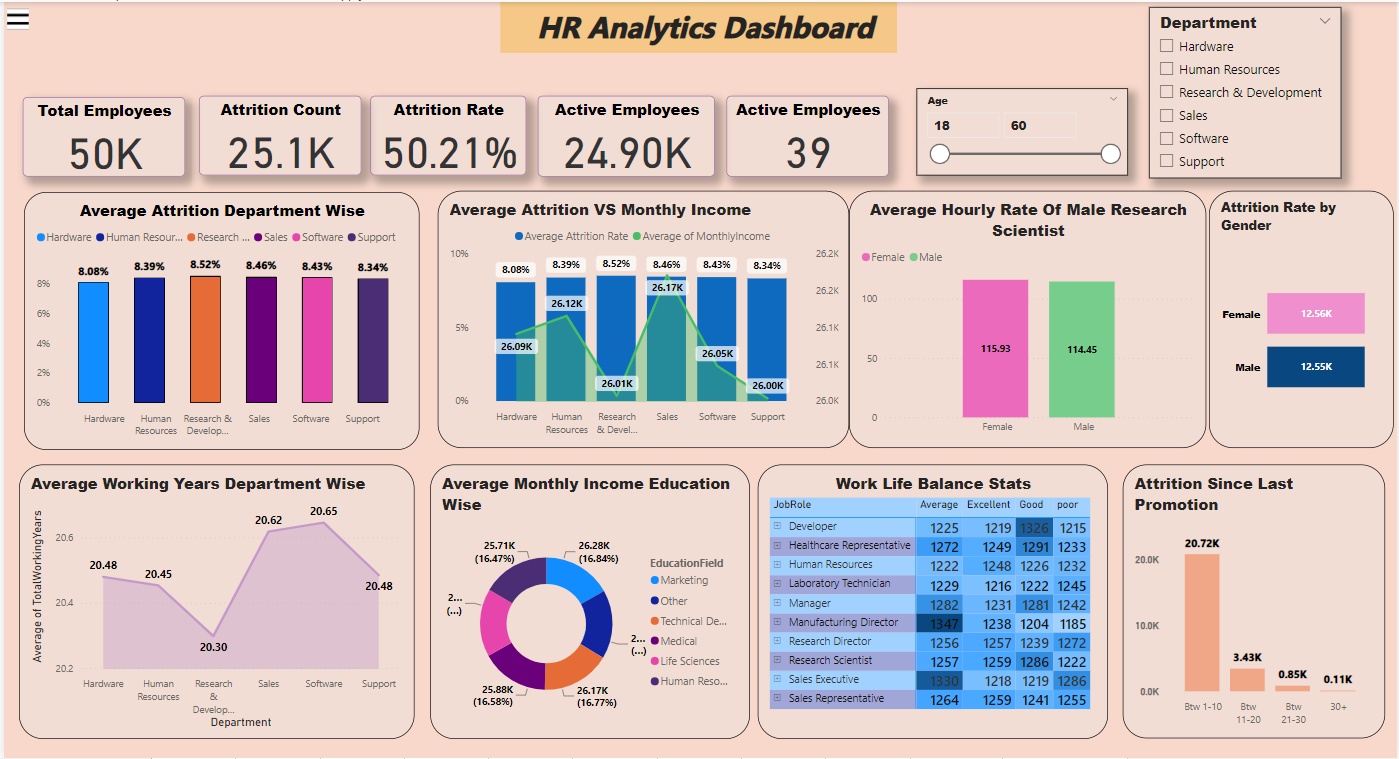 HR Analytics Dashboard
Department
Hardware
Human Resources
Research & Development
Sales
Software
Support
Total Employees
50K
Attrition Count
25.1K
Attrition Rate
50.21%
Active Employees
24.90K
Active Employees
39
Age
18 60
Average Attrition Department Wise
Hardware Human Resour... Research ... Sales Software Support
8.08% 8.39% 8.52% 8.46% 8.43% 8.34%
8%
6%
4%
2%
0%
Hardware Human Resources Research & Develop... Sales Software Support
Average Attrition VS Monthly Income
Average Attrition Rate Average of MonthlyIncome
10%
5%
0%
8.08% 8.39% 8.52% 8.46% 8.43% 8.34%
26.09K 26.12K 26.01K 26.17K 26.05K 26.00K
26.2K
26.2K
26.1K
26.1K
26.0K
Hardware Human Resources Research & Devel... Sales Software Support
Average Hourly Rate Of Male Research
Scientist
Female Male
100
50
0
115.93 114.45
Female Male
Attrition Rate by
Gender
Female 12.56K
Male 12.55K
Average Working Years Department Wise
Average of TotalWorkingYears
20.6
20.4
20.2
20.48 20.45 20.30 20.62 20.65 20.48
Hardware Human Resources Research & Develop... Sales Software Support
Department
Average Monthly Income Education
Wise
25.71K
(16.47%)
26.28K
(16.84%)
2...
(...)
2...
(...)
25.88K
(16.58%)
26.17K
(16.77%)
EducationField
Marketing
Other
Technical De...
Medical
Life Sciences
Human Reso...
Work Life Balance Stats
JobRole Average Excellent Good poor
Developer 1225 1219 1326 1215
Healthcare Representative 1272 1249 1291 1233
Human Resources 1222 1248 1226 1232
Laboratory Technician 1229 1216 1222 1245
Manager 1282 1231 1281 1242
Manufacturing Director 1347 1238 1204 1185
Research Director 1256 1257 1239 1272
Research Scientist 1257 1259 1286 1222
Sales Executive 1330 1218 1219 1286
Sales Representative 1264 1259 1241 1255
Attrition Since Last
Promotion
20.0K
10.0K
0.0K
20.72K
3.43K
0.85K
0.11K
Btw 1-10 Btw 11-20 Btw 21-30 30+